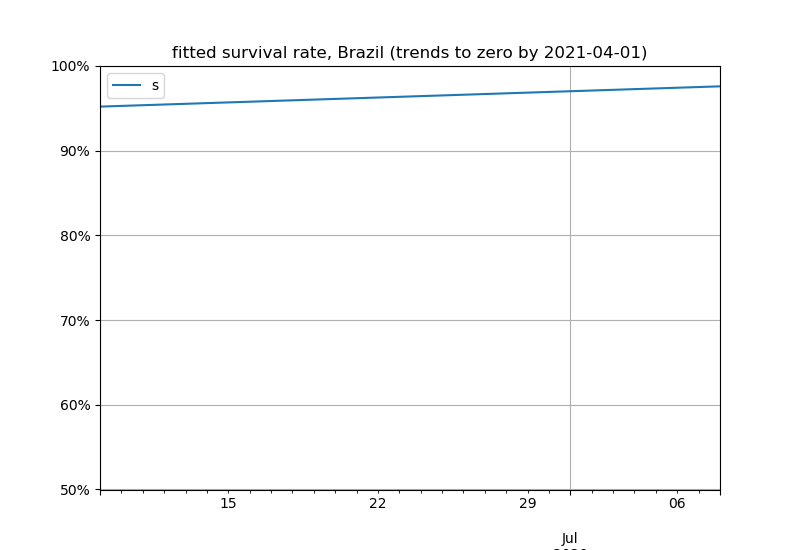 fitted survival rate, Brazil (trends to zero by 2021-04-01)
100%
s
90%
80%
70%
60%
50%
15 22 29 06
Jul